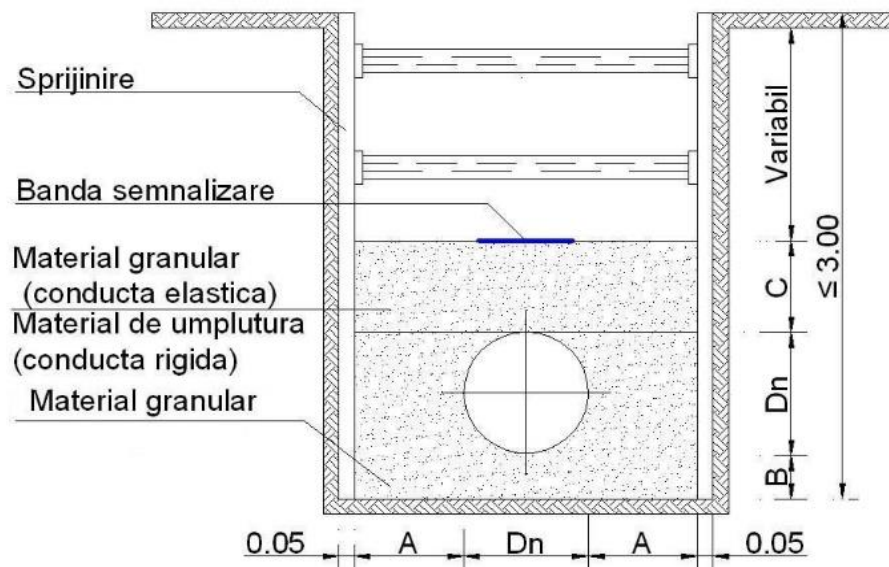 Sprijinire
Banda semnalizare
Material granular
(conducta elastica)
Material de umplutura
(conducta rigida)
Material granular
Variabil
C
≤ 3.00
Dn
B
0.05
A
Dn
A
0.05